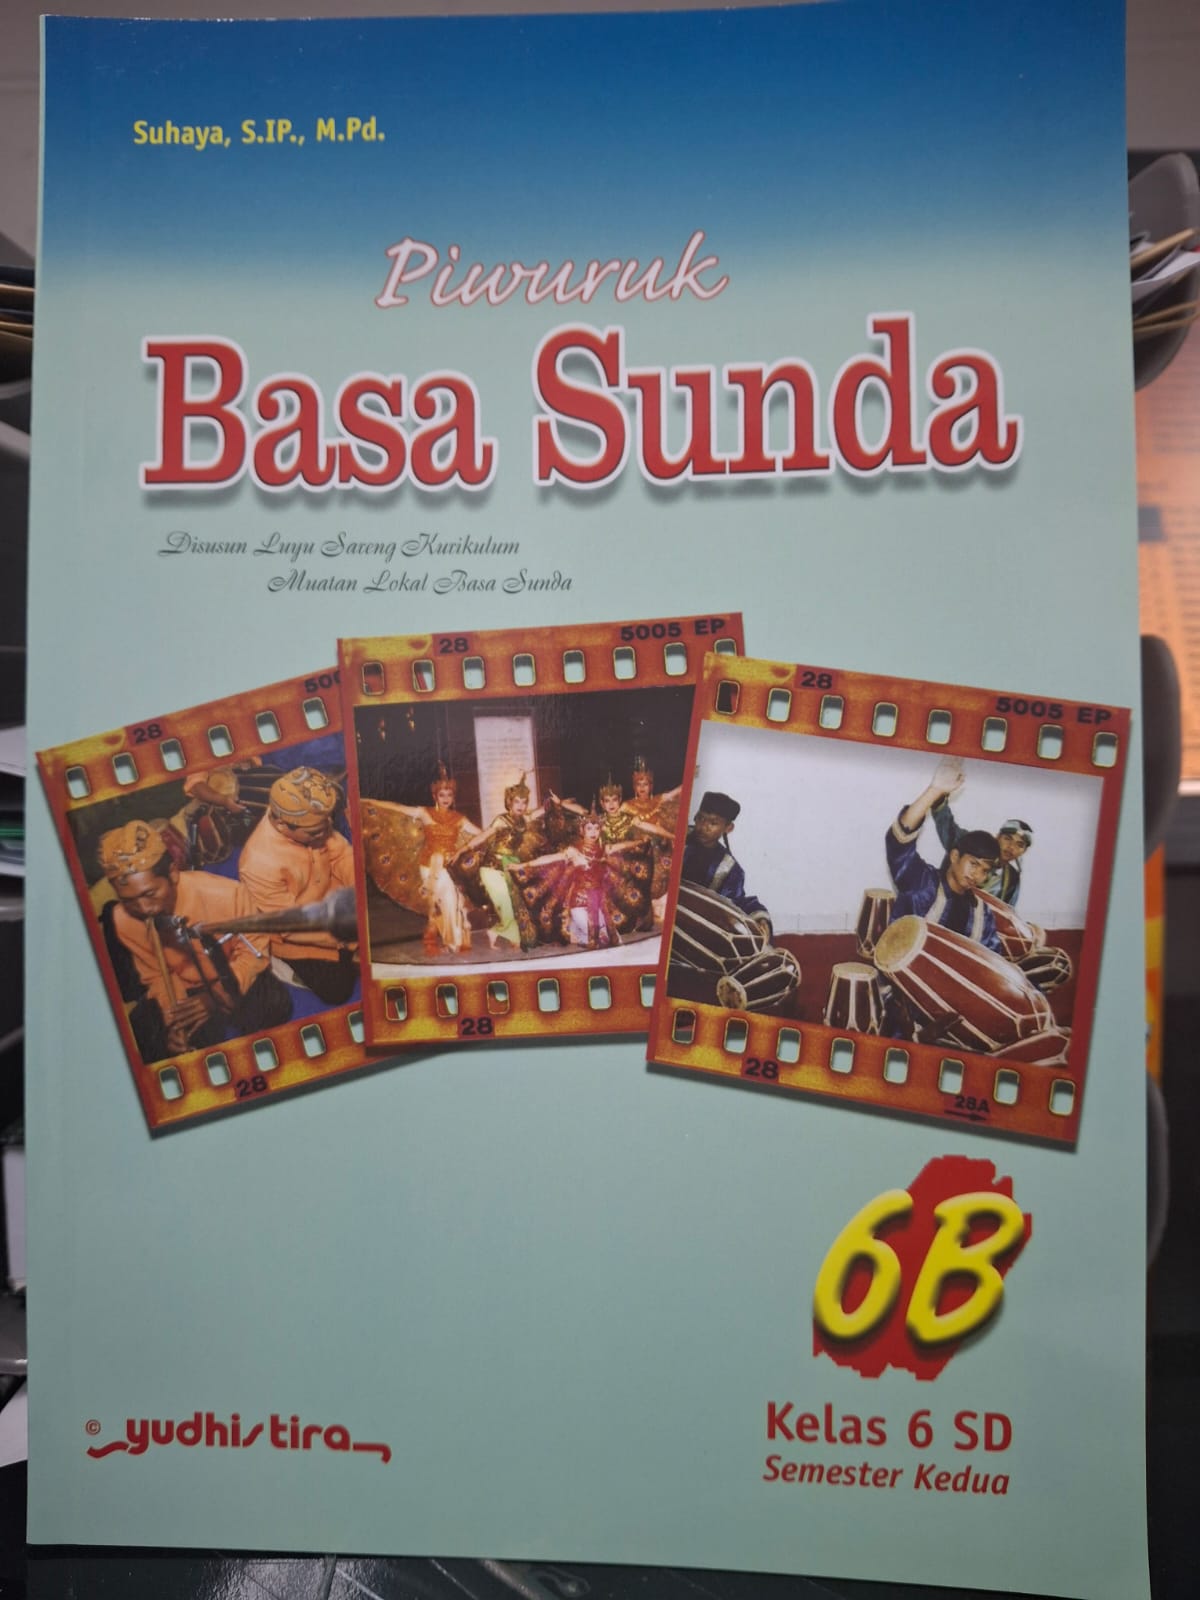 Suhaya, S.IP., M.Pd.
Piwuruk
Basa Sunda
Disusun Luyu Sareng Kurikulum
Muatan Lokal Basa Sunda
28
500
28
28
5005 EP
28
28
5005 EP
28
28A
6B
Kelas 6 SD
Semester Kedua
© yudhistira